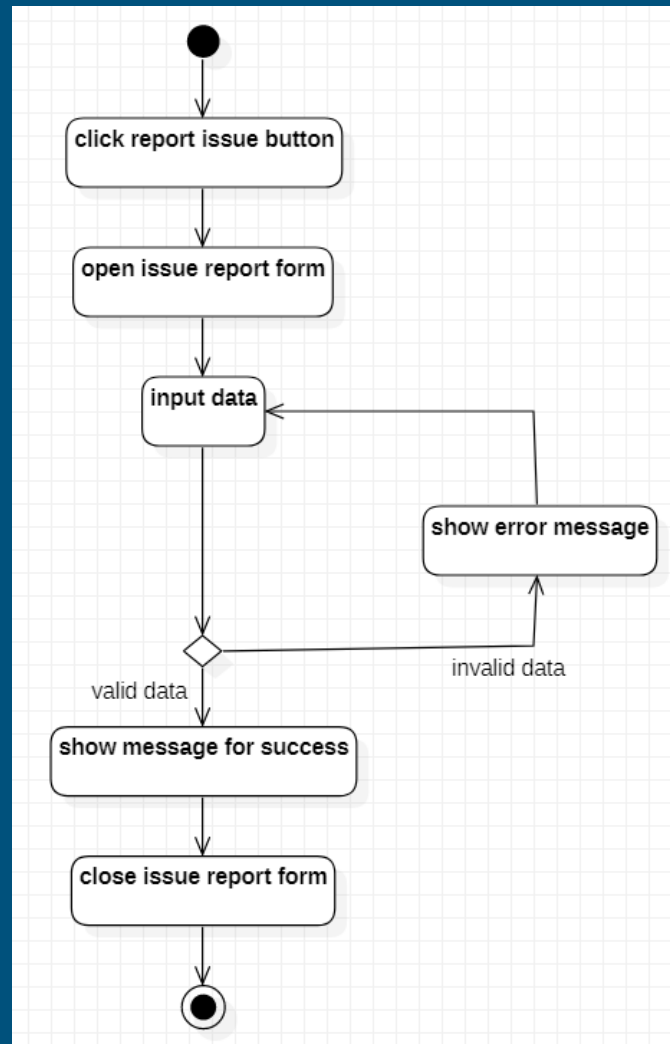 click report issue button
open issue report form
input data
show error message
invalid data
valid data
show message for success
close issue report form